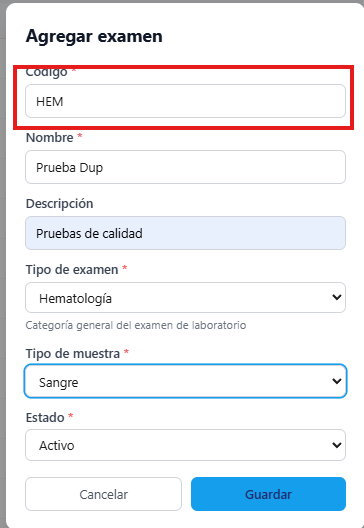 Agregar examen
Código *
HEM
Nombre *
Prueba Dup
Descripción
Pruebas de calidad
Tipo de examen *
Hematología
Categoría general del examen de laboratorio
Tipo de muestra *
Sangre
Estado *
Activo
Cancelar
Guardar